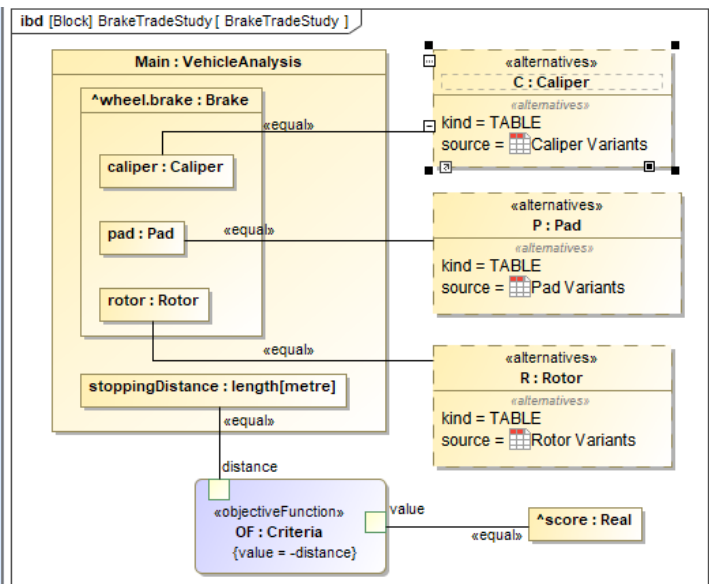 ibd [Block] BrakeTradeStudy [ BrakeTradeStudy ]
Main : VehicleAnalysis
^wheel.brake : Brake
«equal»
caliper : Caliper
pad : Pad
«equal»
rotor : Rotor
«equal»
stoppingDistance : length[metre]
«equal»
distance
«objectiveFunction»
OF : Criteria
{value = -distance}
value
«equal»
^score : Real
«alternatives»
C : Caliper
«alternatives»
kind = TABLE
source = Caliper Variants
«alternatives»
P : Pad
«alternatives»
kind = TABLE
source = Pad Variants
«alternatives»
R : Rotor
«alternatives»
kind = TABLE
source = Rotor Variants